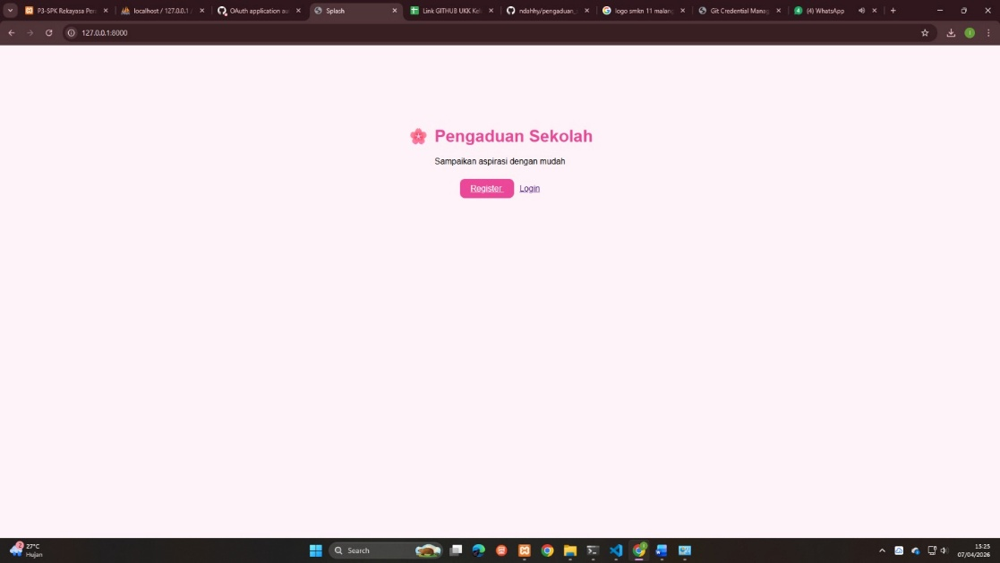 P3-SPK Rekayasa Per
localhost / 127.0.0.1 /
OAuth application au
Splash
Link GITHUB UKK Kel
ndahhy/pengaduan_
logo smkn 11 malang
Git Credential Manag
(4) WhatsApp
127.0.0.1:8000
Pengaduan Sekolah
Sampaikan aspirasi dengan mudah
Register Login
27°C
Hujan
Search
15:25
07/04/2026